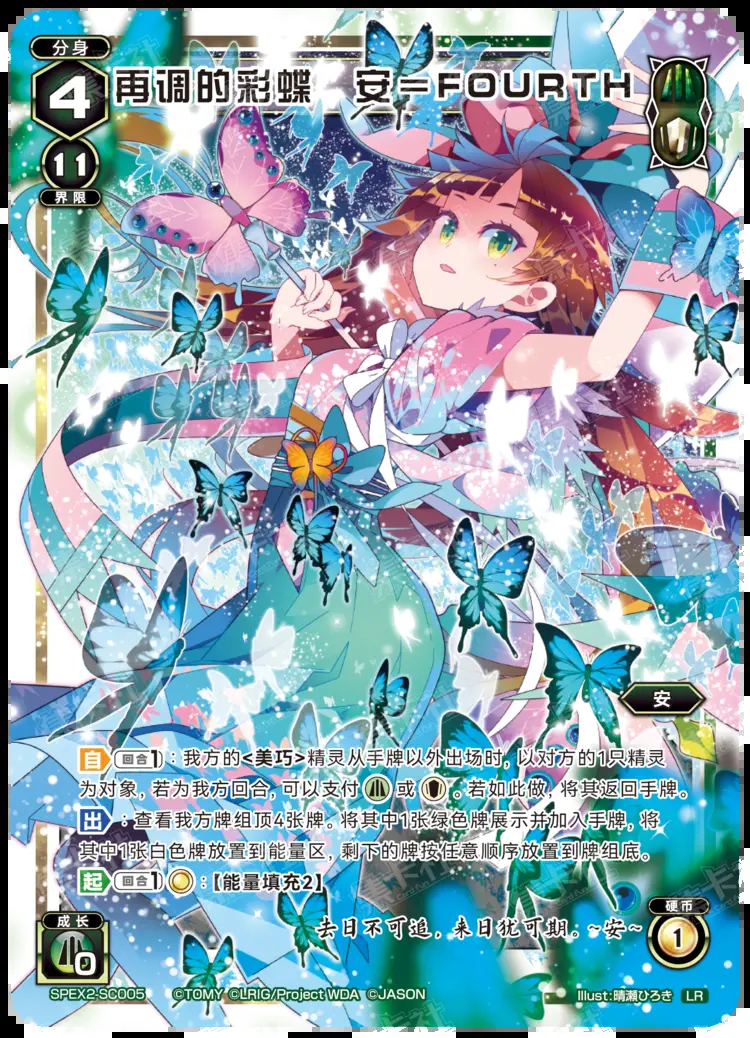 分身
4
再调的彩蝶 安=FOURTH
11
界限
安
自 回合1：我方的<美巧>精灵从手牌以外出场时，以对方的1只精灵
为对象，若为我方回合，可以支付 或 。若如此做，将其返回手牌。
出：查看我方牌组顶4张牌。将其中1张绿色牌展示并加入手牌，将
其中1张白色牌放置到能量区，剩下的牌按任意顺序放置到牌组底。
起 回合1 ：【能量填充2】
去日不可追，来日犹可期。~安~
成长
0
硬币
1
SPEX2-SC005 ©TOMY ©LRIG/Project WDA ©JASON Illust:晴瀬ひろき LR